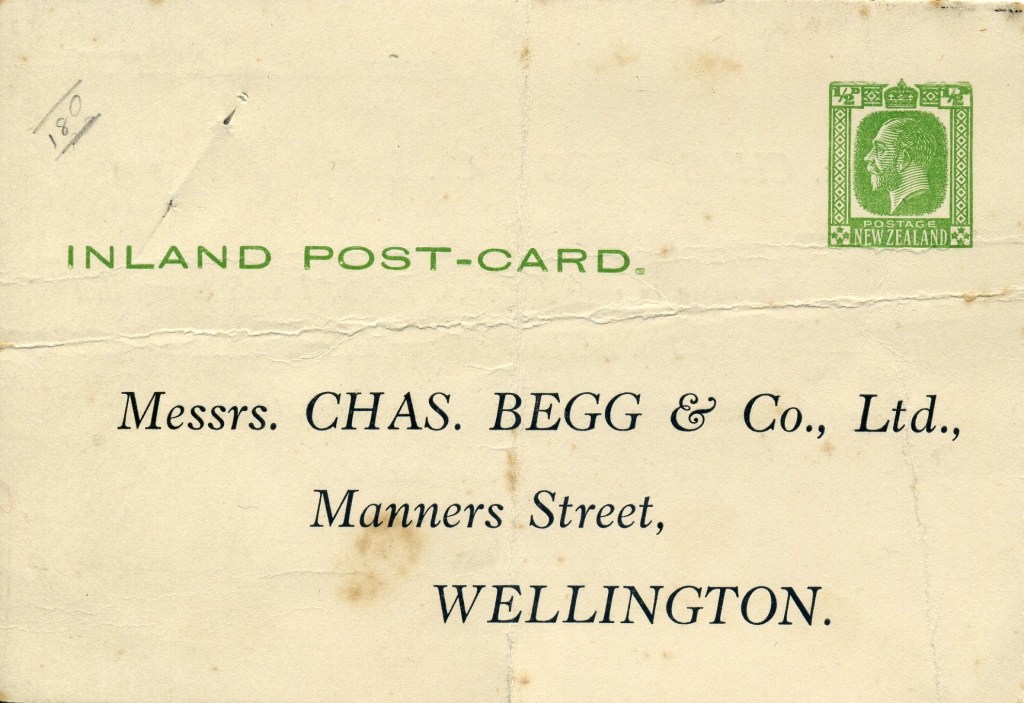 180
½ᴰ ½ᴰ
POSTAGE
NEW ZEALAND
INLAND POST-CARD.
Messrs. CHAS. BEGG & Co., Ltd.,
Manners Street,
WELLINGTON.